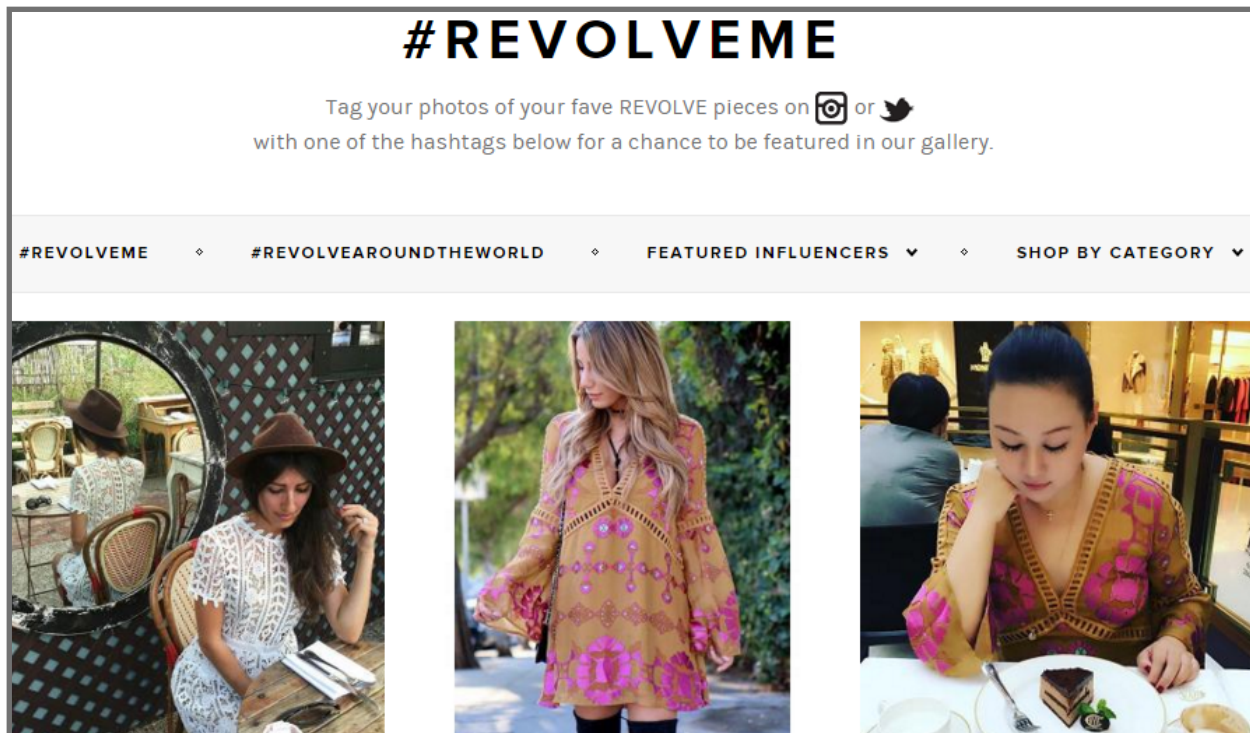 #REVOLVEME
Tag your photos of your fave REVOLVE pieces on or
with one of the hashtags below for a chance to be featured in our gallery.
#REVOLVEME
#REVOLVEAROUNDTHEWORLD
FEATURED INFLUENCERS
SHOP BY CATEGORY